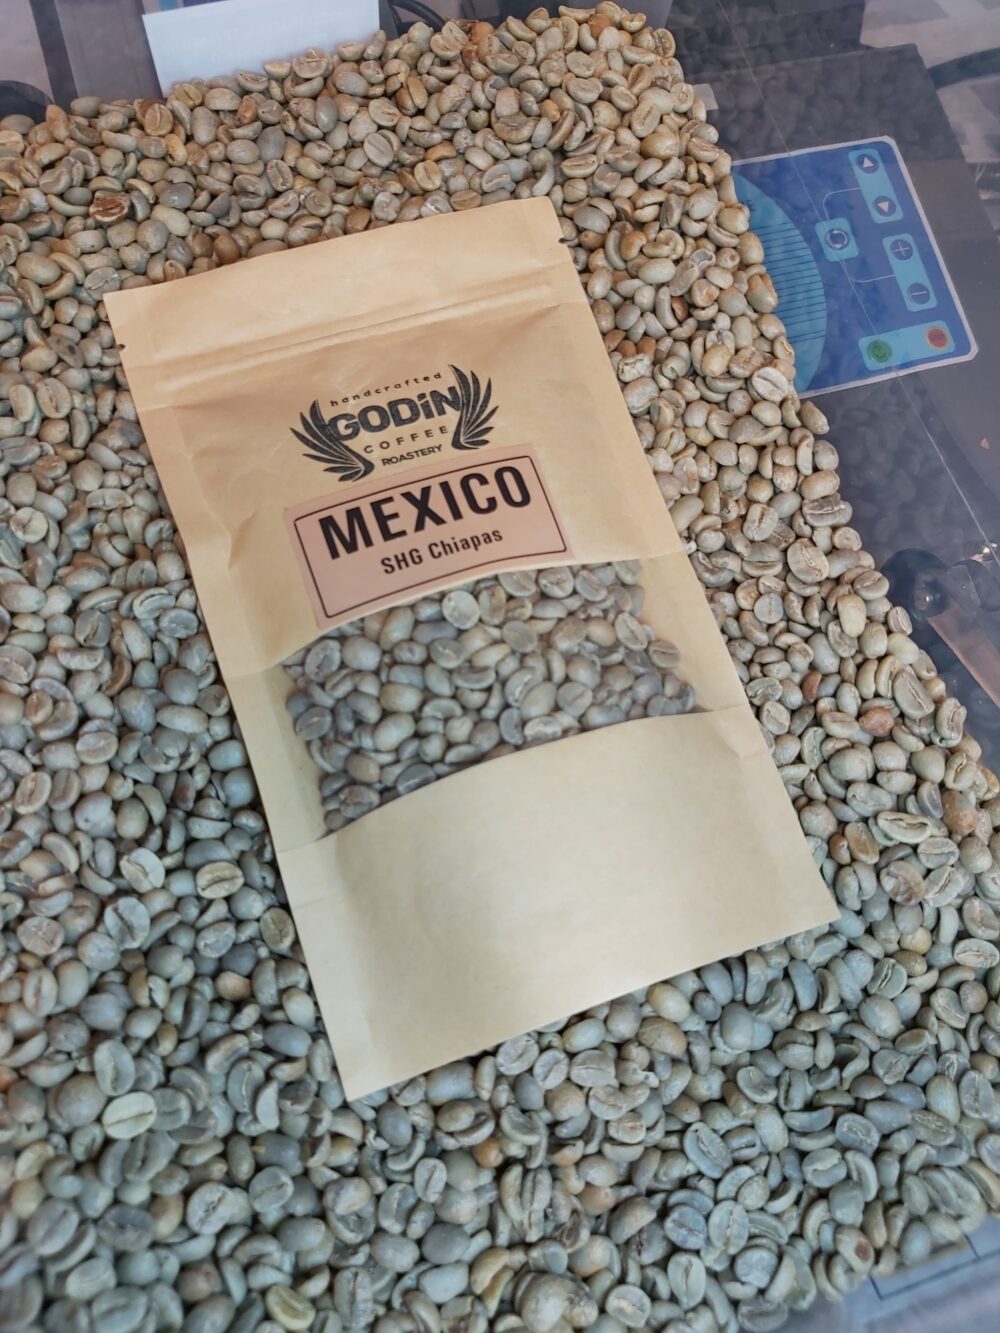 handcrafted
GODiN
COFFEE
ROASTERY
MEXICO
SHG Chiapas